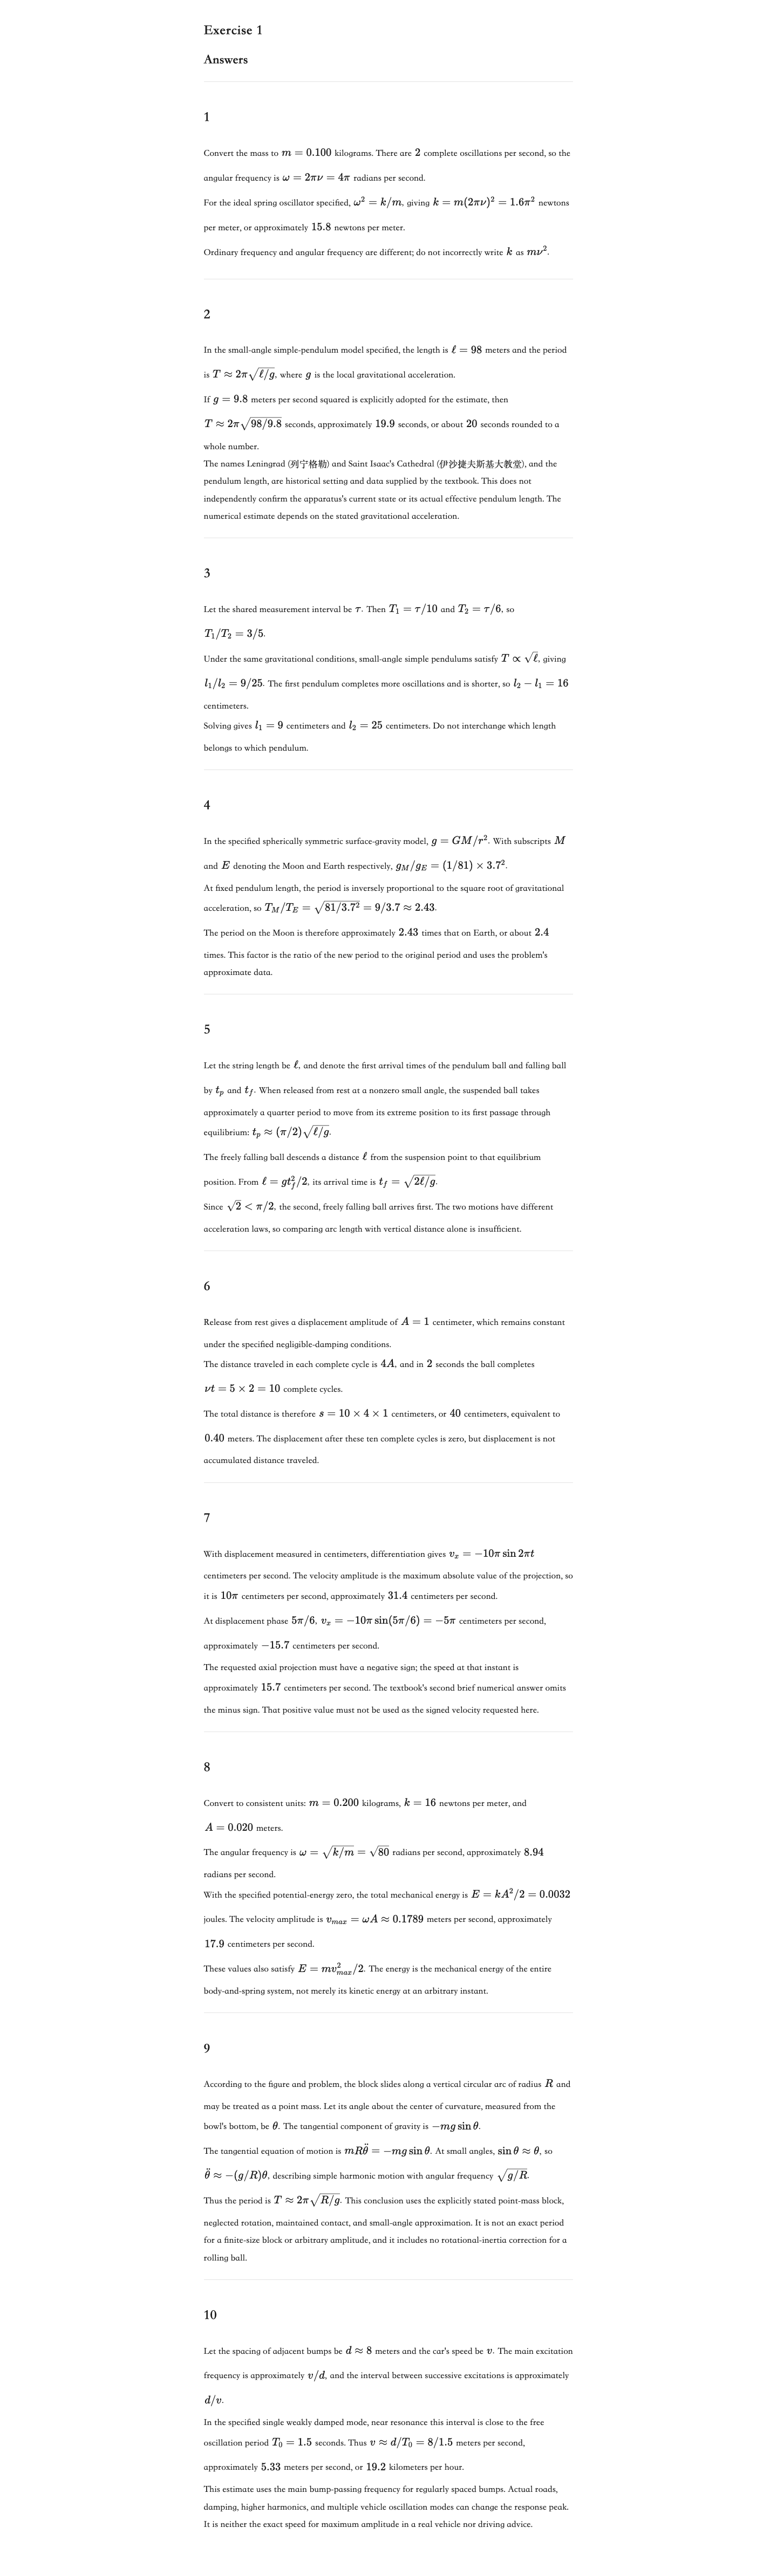 Exercise 1
Answers
1
Convert the mass to m = 0.100 kilograms. There are 2 complete oscillations per second, so the
angular frequency is ω = 2πν = 4π radians per second.
For the ideal spring oscillator specified, ω² = k/m, giving k = m(2πν)² = 1.6π² newtons
per meter, or approximately 15.8 newtons per meter.
Ordinary frequency and angular frequency are different; do not incorrectly write k as mν².
2
In the small-angle simple-pendulum model specified, the length is ℓ = 98 meters and the period
is T ≈ 2π√(ℓ/g), where g is the local gravitational acceleration.
If g = 9.8 meters per second squared is explicitly adopted for the estimate, then
T ≈ 2π√(98/9.8) seconds, approximately 19.9 seconds, or about 20 seconds rounded to a
whole number.
The names Leningrad (列宁格勒) and Saint Isaac's Cathedral (伊沙捷夫斯基大教堂), and the
pendulum length, are historical setting and data supplied by the textbook. This does not
independently confirm the apparatus's current state or its actual effective pendulum length. The
numerical estimate depends on the stated gravitational acceleration.
3
Let the shared measurement interval be τ. Then T₁ = τ/10 and T₂ = τ/6, so
T₁/T₂ = 3/5.
Under the same gravitational conditions, small-angle simple pendulums satisfy T ∝ √ℓ, giving
l₁/l₂ = 9/25. The first pendulum completes more oscillations and is shorter, so l₂ − l₁ = 16
centimeters.
Solving gives l₁ = 9 centimeters and l₂ = 25 centimeters. Do not interchange which length
belongs to which pendulum.
4
In the specified spherically symmetric surface-gravity model, g = GM/r². With subscripts M
and E denoting the Moon and Earth respectively, g_M/g_E = (1/81) × 3.7².
At fixed pendulum length, the period is inversely proportional to the square root of gravitational
acceleration, so T_M/T_E = √(81/3.7²) = 9/3.7 ≈ 2.43.
The period on the Moon is therefore approximately 2.43 times that on Earth, or about 2.4
times. This factor is the ratio of the new period to the original period and uses the problem's
approximate data.
5
Let the string length be ℓ, and denote the first arrival times of the pendulum ball and falling ball
by t_p and t_f. When released from rest at a nonzero small angle, the suspended ball takes
approximately a quarter period to move from its extreme position to its first passage through
equilibrium: t_p ≈ (π/2)√(ℓ/g).
The freely falling ball descends a distance ℓ from the suspension point to that equilibrium
position. From ℓ = gt_f²/2, its arrival time is t_f = √(2ℓ/g).
Since √2 < π/2, the second, freely falling ball arrives first. The two motions have different
acceleration laws, so comparing arc length with vertical distance alone is insufficient.
6
Release from rest gives a displacement amplitude of A = 1 centimeter, which remains constant
under the specified negligible-damping conditions.
The distance traveled in each complete cycle is 4A, and in 2 seconds the ball completes
νt = 5 × 2 = 10 complete cycles.
The total distance is therefore s = 10 × 4 × 1 centimeters, or 40 centimeters, equivalent to
0.40 meters. The displacement after these ten complete cycles is zero, but displacement is not
accumulated distance traveled.
7
With displacement measured in centimeters, differentiation gives v_x = −10π sin 2πt
centimeters per second. The velocity amplitude is the maximum absolute value of the projection, so
it is 10π centimeters per second, approximately 31.4 centimeters per second.
At displacement phase 5π/6, v_x = −10π sin(5π/6) = −5π centimeters per second,
approximately −15.7 centimeters per second.
The requested axial projection must have a negative sign; the speed at that instant is
approximately 15.7 centimeters per second. The textbook's second brief numerical answer omits
the minus sign. That positive value must not be used as the signed velocity requested here.
8
Convert to consistent units: m = 0.200 kilograms, k = 16 newtons per meter, and
A = 0.020 meters.
The angular frequency is ω = √(k/m) = √80 radians per second, approximately 8.94
radians per second.
With the specified potential-energy zero, the total mechanical energy is E = kA²/2 = 0.0032
joules. The velocity amplitude is v_max = ωA ≈ 0.1789 meters per second, approximately
17.9 centimeters per second.
These values also satisfy E = mv²_max/2. The energy is the mechanical energy of the entire
body-and-spring system, not merely its kinetic energy at an arbitrary instant.
9
According to the figure and problem, the block slides along a vertical circular arc of radius R and
may be treated as a point mass. Let its angle about the center of curvature, measured from the
bowl's bottom, be θ. The tangential component of gravity is −mg sin θ.
The tangential equation of motion is mRθ̈ = −mg sin θ. At small angles, sin θ ≈ θ, so
θ̈ ≈ −(g/R)θ, describing simple harmonic motion with angular frequency √(g/R).
Thus the period is T ≈ 2π√(R/g). This conclusion uses the explicitly stated point-mass block,
neglected rotation, maintained contact, and small-angle approximation. It is not an exact period
for a finite-size block or arbitrary amplitude, and it includes no rotational-inertia correction for a
rolling ball.
10
Let the spacing of adjacent bumps be d ≈ 8 meters and the car's speed be v. The main excitation
frequency is approximately v/d, and the interval between successive excitations is approximately
d/v.
In the specified single weakly damped mode, near resonance this interval is close to the free
oscillation period T₀ = 1.5 seconds. Thus v ≈ d/T₀ = 8/1.5 meters per second,
approximately 5.33 meters per second, or 19.2 kilometers per hour.
This estimate uses the main bump-passing frequency for regularly spaced bumps. Actual roads,
damping, higher harmonics, and multiple vehicle oscillation modes can change the response peak.
It is neither the exact speed for maximum amplitude in a real vehicle nor driving advice.